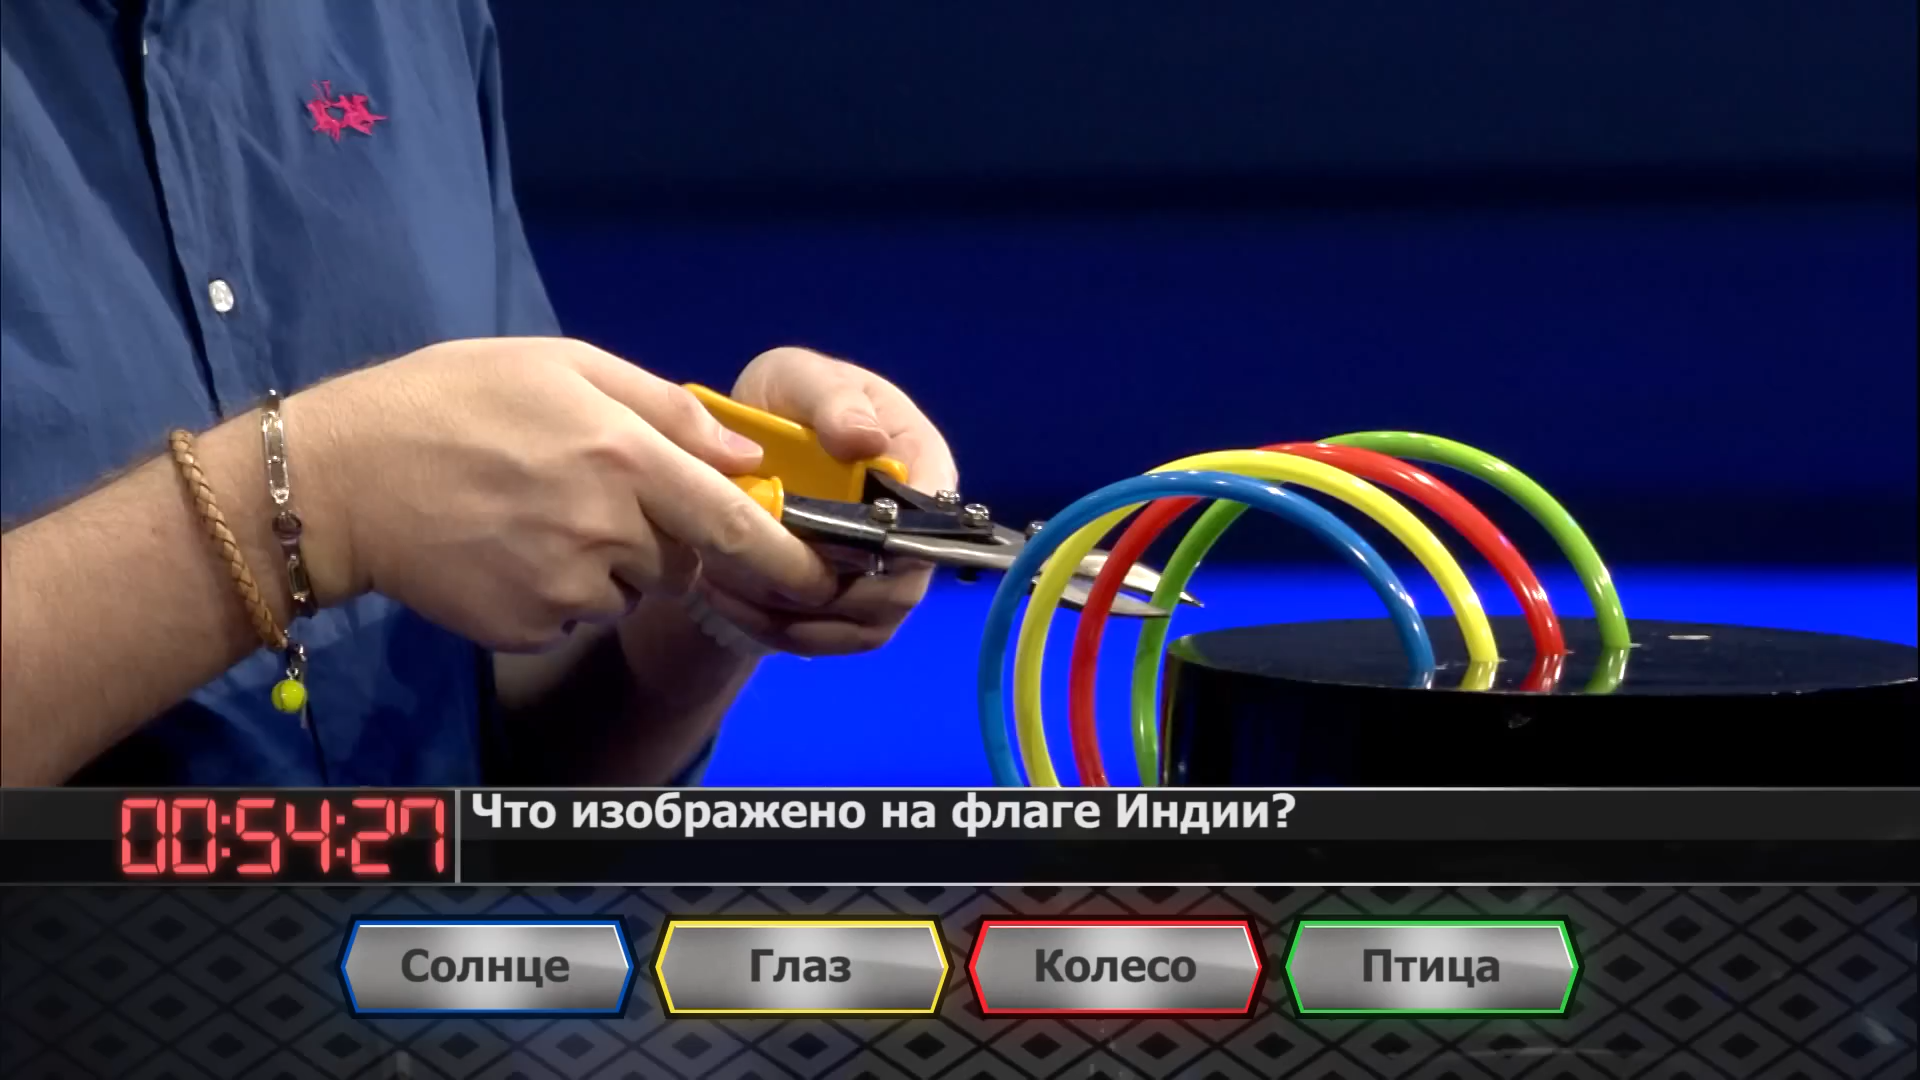 00:54:27
Что изображено на флаге Индии?
Солнце
Глаз
Колесо
Птица